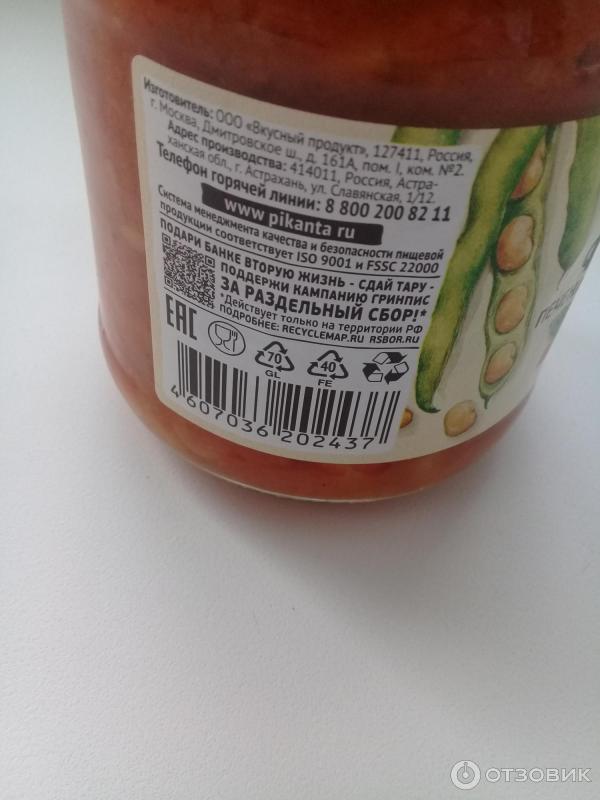 Изготовитель: ООО «Вкусный продукт», 127411, Россия,
г. Москва, Дмитровское ш., д. 161А, пом. I, ком. №2.
Адрес производства: 414011, Россия, Астра-
ханская обл., г. Астрахань, ул. Славянская, 1/12.
Телефон горячей линии: 8 800 200 82 11
www.pikanta.ru
Система менеджмента качества и безопасности пищевой
продукции соответствует ISO 9001 и FSSC 22000
ПОДАРИ БАНКЕ ВТОРУЮ ЖИЗНЬ - СДАЙ ТАРУ -
ПОДДЕРЖИ КАМПАНИЮ ГРИНПИС
ЗА РАЗДЕЛЬНЫЙ СБОР!*
*Действует только на территории РФ
ПОДРОБНЕЕ: RECYCLEMAP.RU RSBOR.RU
EAC
70
GL
40
FE
4 607036 202437
ОТЗОВИК